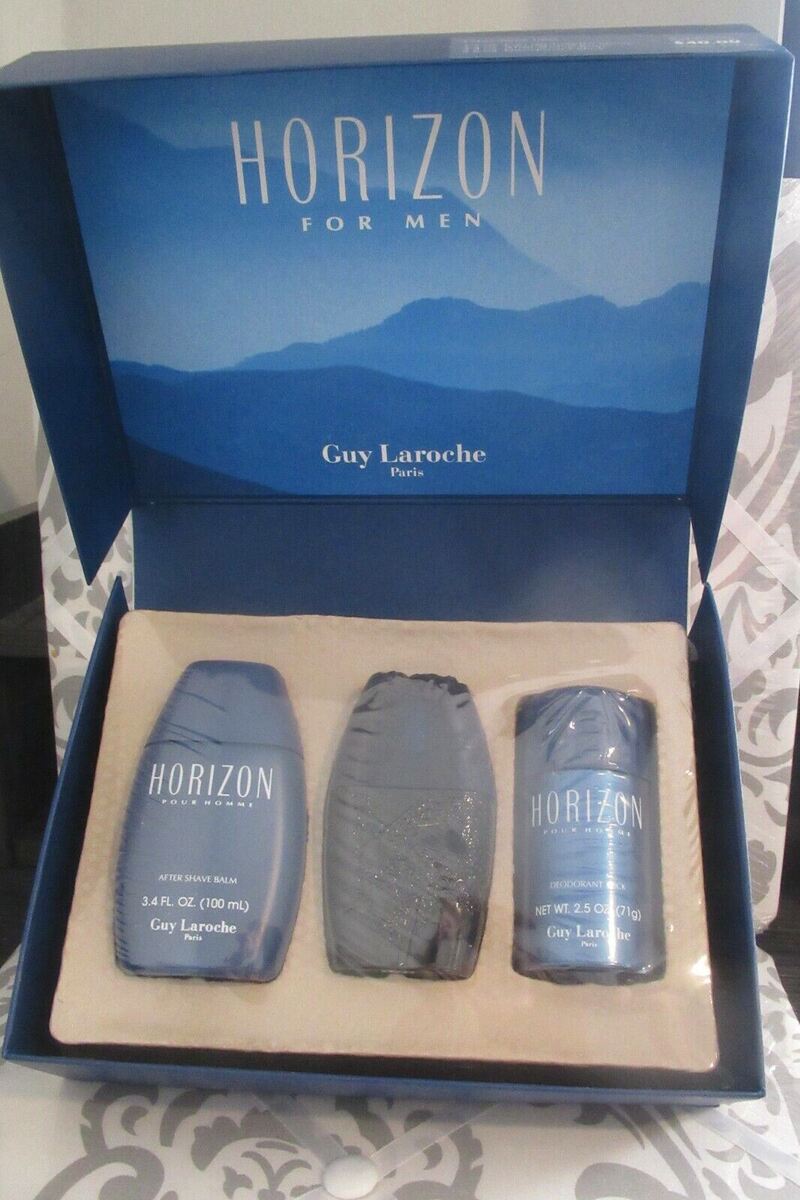 HORIZON
FOR MEN
Guy Laroche
Paris
HORIZON
POUR HOMME
AFTER SHAVE BALM
3.4 FL. OZ. (100 mL)
Guy Laroche
Paris
HORIZON
POUR HOMME
DEODORANT STICK
NET WT. 2.5 OZ. (71g)
Guy Laroche
Paris